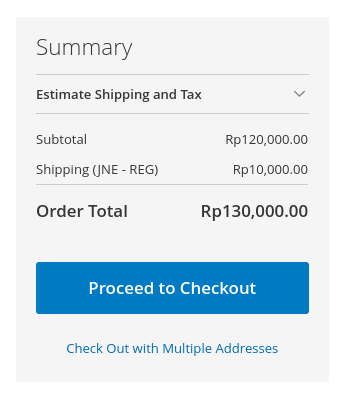 Summary
Estimate Shipping and Tax
Subtotal Rp120,000.00
Shipping (JNE - REG) Rp10,000.00
Order Total Rp130,000.00
Proceed to Checkout
Check Out with Multiple Addresses